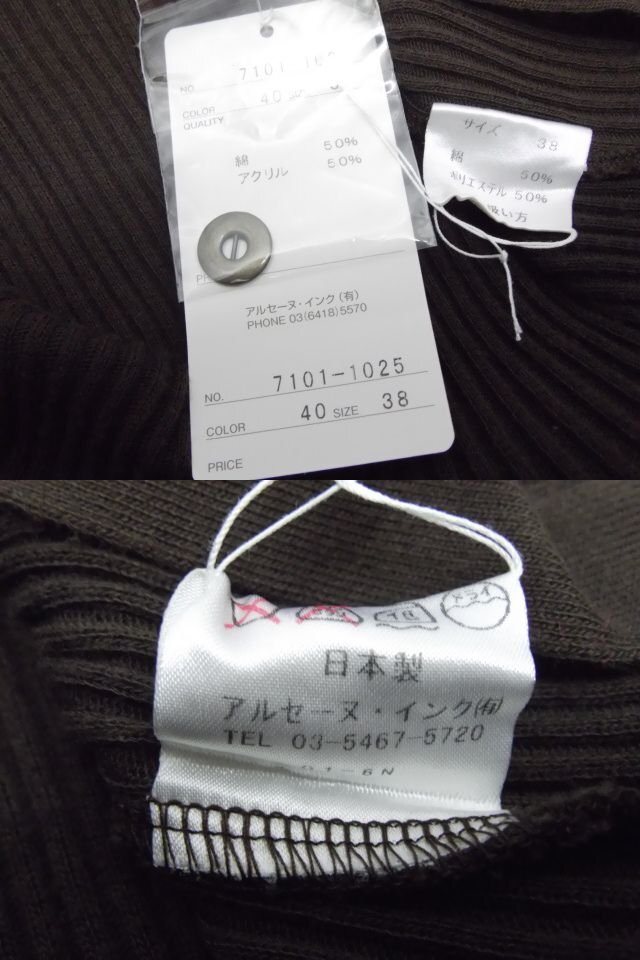 NO.
COLOR 40
QUALITY
綿 50%
アクリル 50%
アルセーヌ・インク(有)
PHONE 03(6418)5570
NO. 7101-1025
COLOR 40 SIZE 38
PRICE
サイズ 38
綿 50%
ポリエステル 50%
扱い方
ドライ
日本製
アルセーヌ・インク(有)
TEL 03-5467-5720